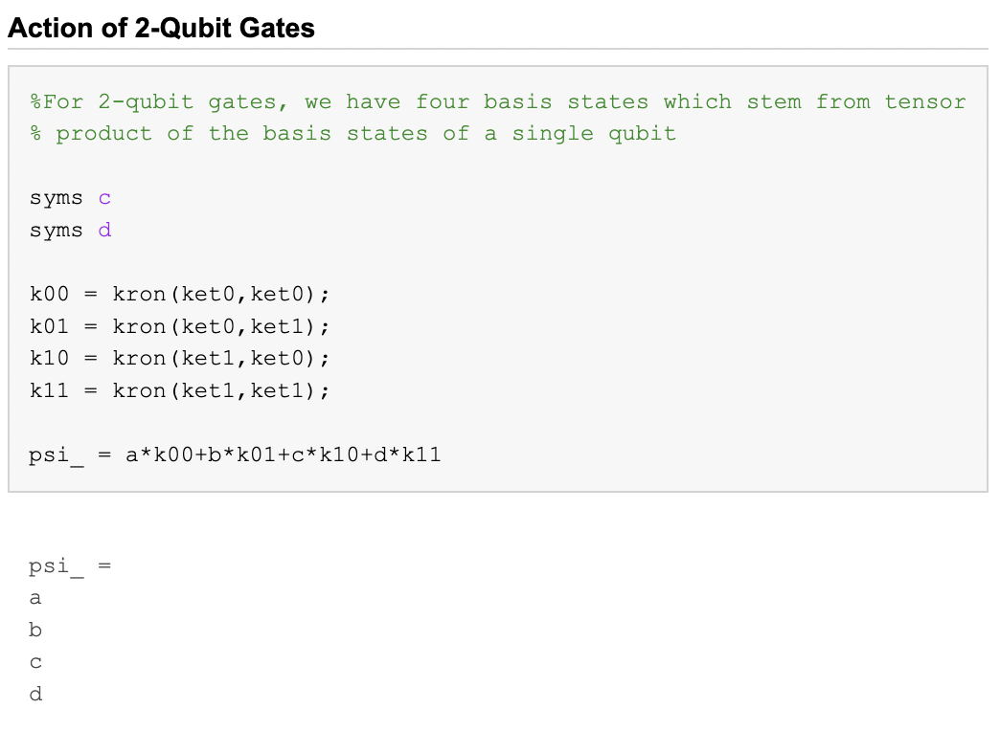 Action of 2-Qubit Gates
%For 2-qubit gates, we have four basis states which stem from tensor
% product of the basis states of a single qubit
syms c
syms d
k00 = kron(ket0,ket0);
k01 = kron(ket0,ket1);
k10 = kron(ket1,ket0);
k11 = kron(ket1,ket1);
psi_ = a*k00+b*k01+c*k10+d*k11
psi_ =
a
b
c
d